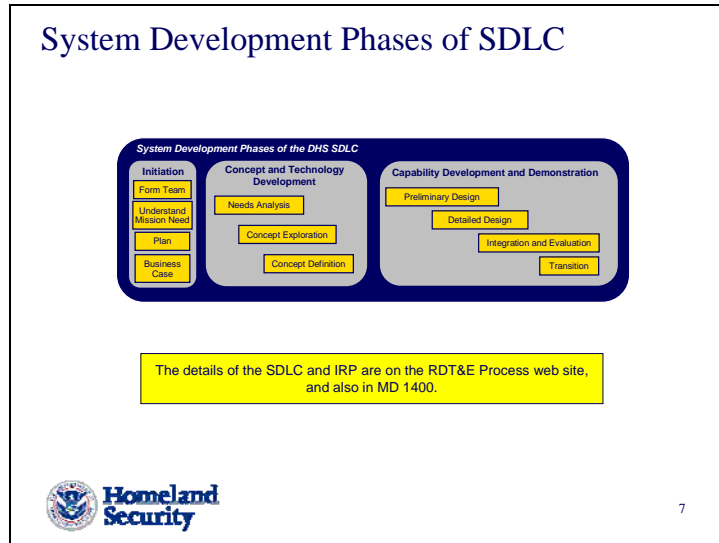 System Development Phases of SDLC
System Development Phases of the DHS SDLC
Initiation
Form Team
Understand
Mission Need
Plan
Business
Case
Concept and Technology
Development
Needs Analysis
Concept Exploration
Concept Definition
Capability Development and Demonstration
Preliminary Design
Detailed Design
Integration and Evaluation
Transition
The details of the SDLC and IRP are on the RDT&E Process web site,
and also in MD 1400.
Homeland
Security
7